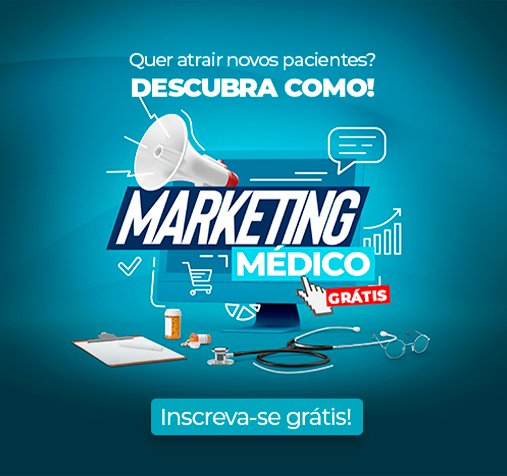 Quer atrair novos pacientes?
DESCUBRA COMO!
MARKETING
MÉDICO
GRÁTIS
Inscreva-se grátis!